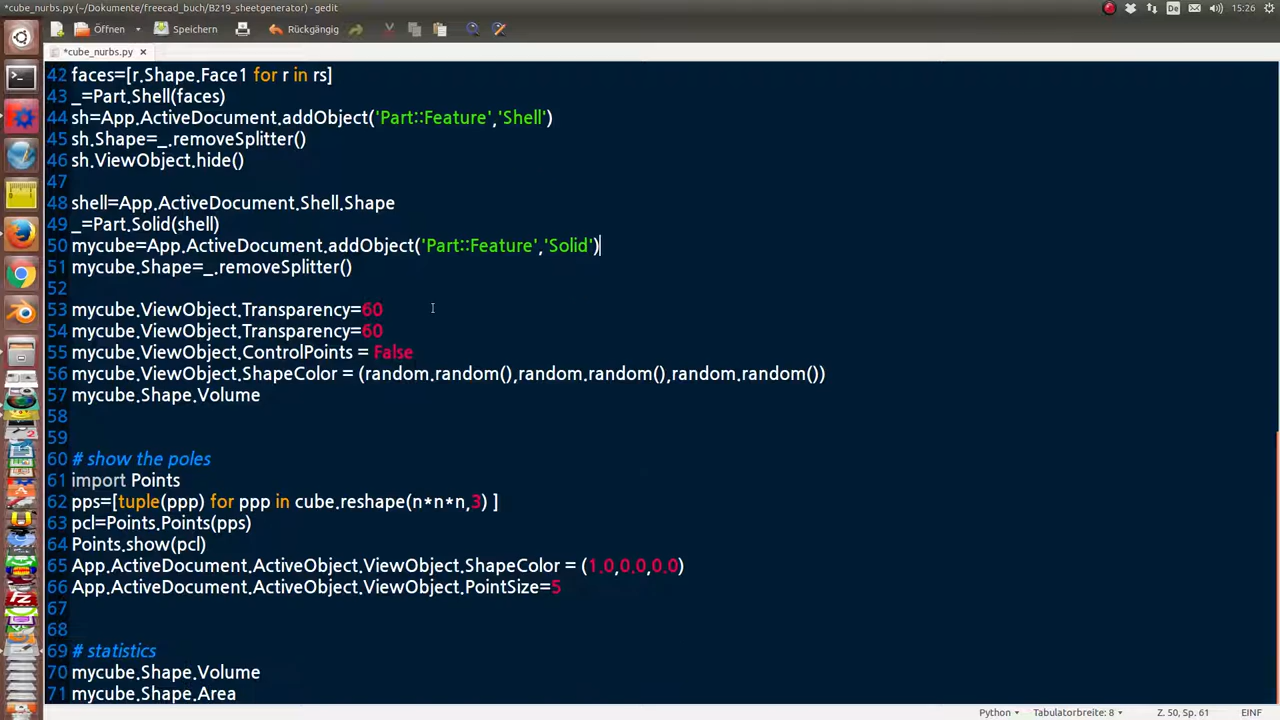 *cube_nurbs.py (~/Dokumente/freecad_buch/B219_sheetgenerator) - gedit
De
15:26
Öffnen
Speichern
Rückgängig
*cube_nurbs.py
42 faces=[r.Shape.Face1 for r in rs]
43 _=Part.Shell(faces)
44 sh=App.ActiveDocument.addObject('Part::Feature','Shell')
45 sh.Shape=_.removeSplitter()
46 sh.ViewObject.hide()
47
48 shell=App.ActiveDocument.Shell.Shape
49 _=Part.Solid(shell)
50 mycube=App.ActiveDocument.addObject('Part::Feature','Solid')
51 mycube.Shape=_.removeSplitter()
52
53 mycube.ViewObject.Transparency=60
54 mycube.ViewObject.Transparency=60
55 mycube.ViewObject.ControlPoints = False
56 mycube.ViewObject.ShapeColor = (random.random(),random.random(),random.random())
57 mycube.Shape.Volume
58
59
60 # show the poles
61 import Points
62 pps=[tuple(ppp) for ppp in cube.reshape(n*n*n,3) ]
63 pcl=Points.Points(pps)
64 Points.show(pcl)
65 App.ActiveDocument.ActiveObject.ViewObject.ShapeColor = (1.0,0.0,0.0)
66 App.ActiveDocument.ActiveObject.ViewObject.PointSize=5
67
68
69 # statistics
70 mycube.Shape.Volume
71 mycube.Shape.Area
Python
Tabulatorbreite: 8
Z. 50, Sp. 61
EINF